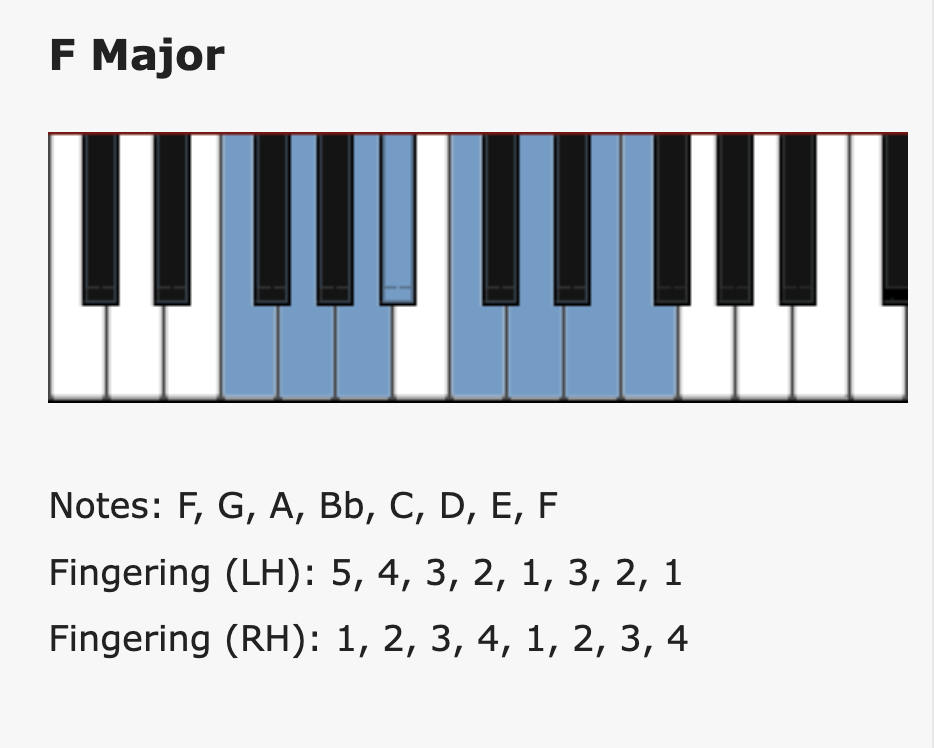 F Major
Notes: F, G, A, Bb, C, D, E, F
Fingering (LH): 5, 4, 3, 2, 1, 3, 2, 1
Fingering (RH): 1, 2, 3, 4, 1, 2, 3, 4